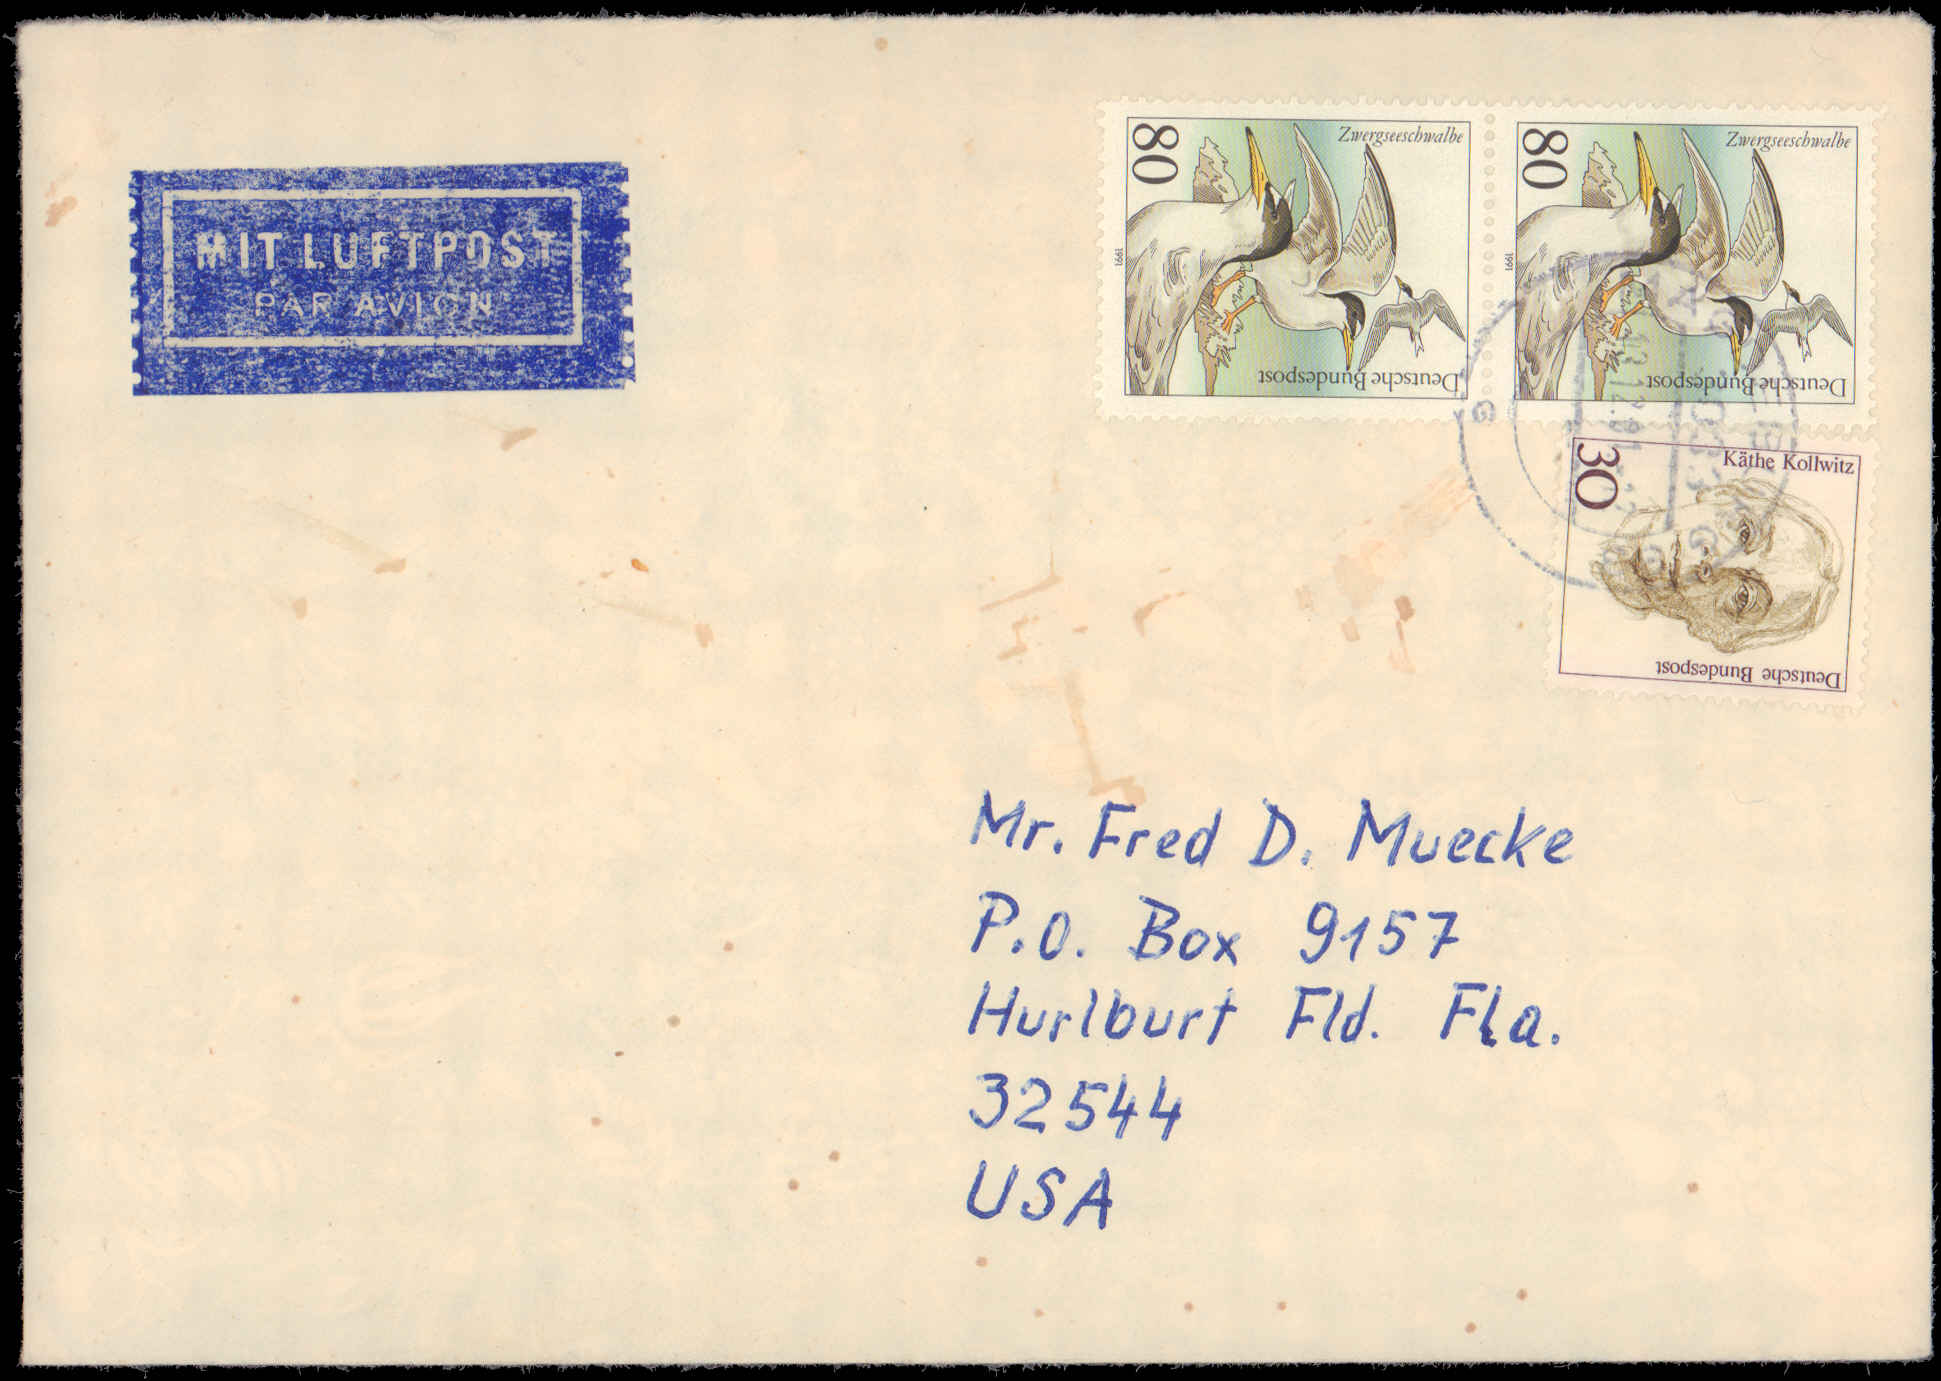 MIT LUFTPOST
PAR AVION
80
Zwergseeschwalbe
1991
Deutsche Bundespost
80
Zwergseeschwalbe
1991
Deutsche Bundespost
30
Käthe Kollwitz
Deutsche Bundespost
Mr. Fred D. Muecke
P.O. Box 9157
Hurlburt Fld. Fla.
32544
USA